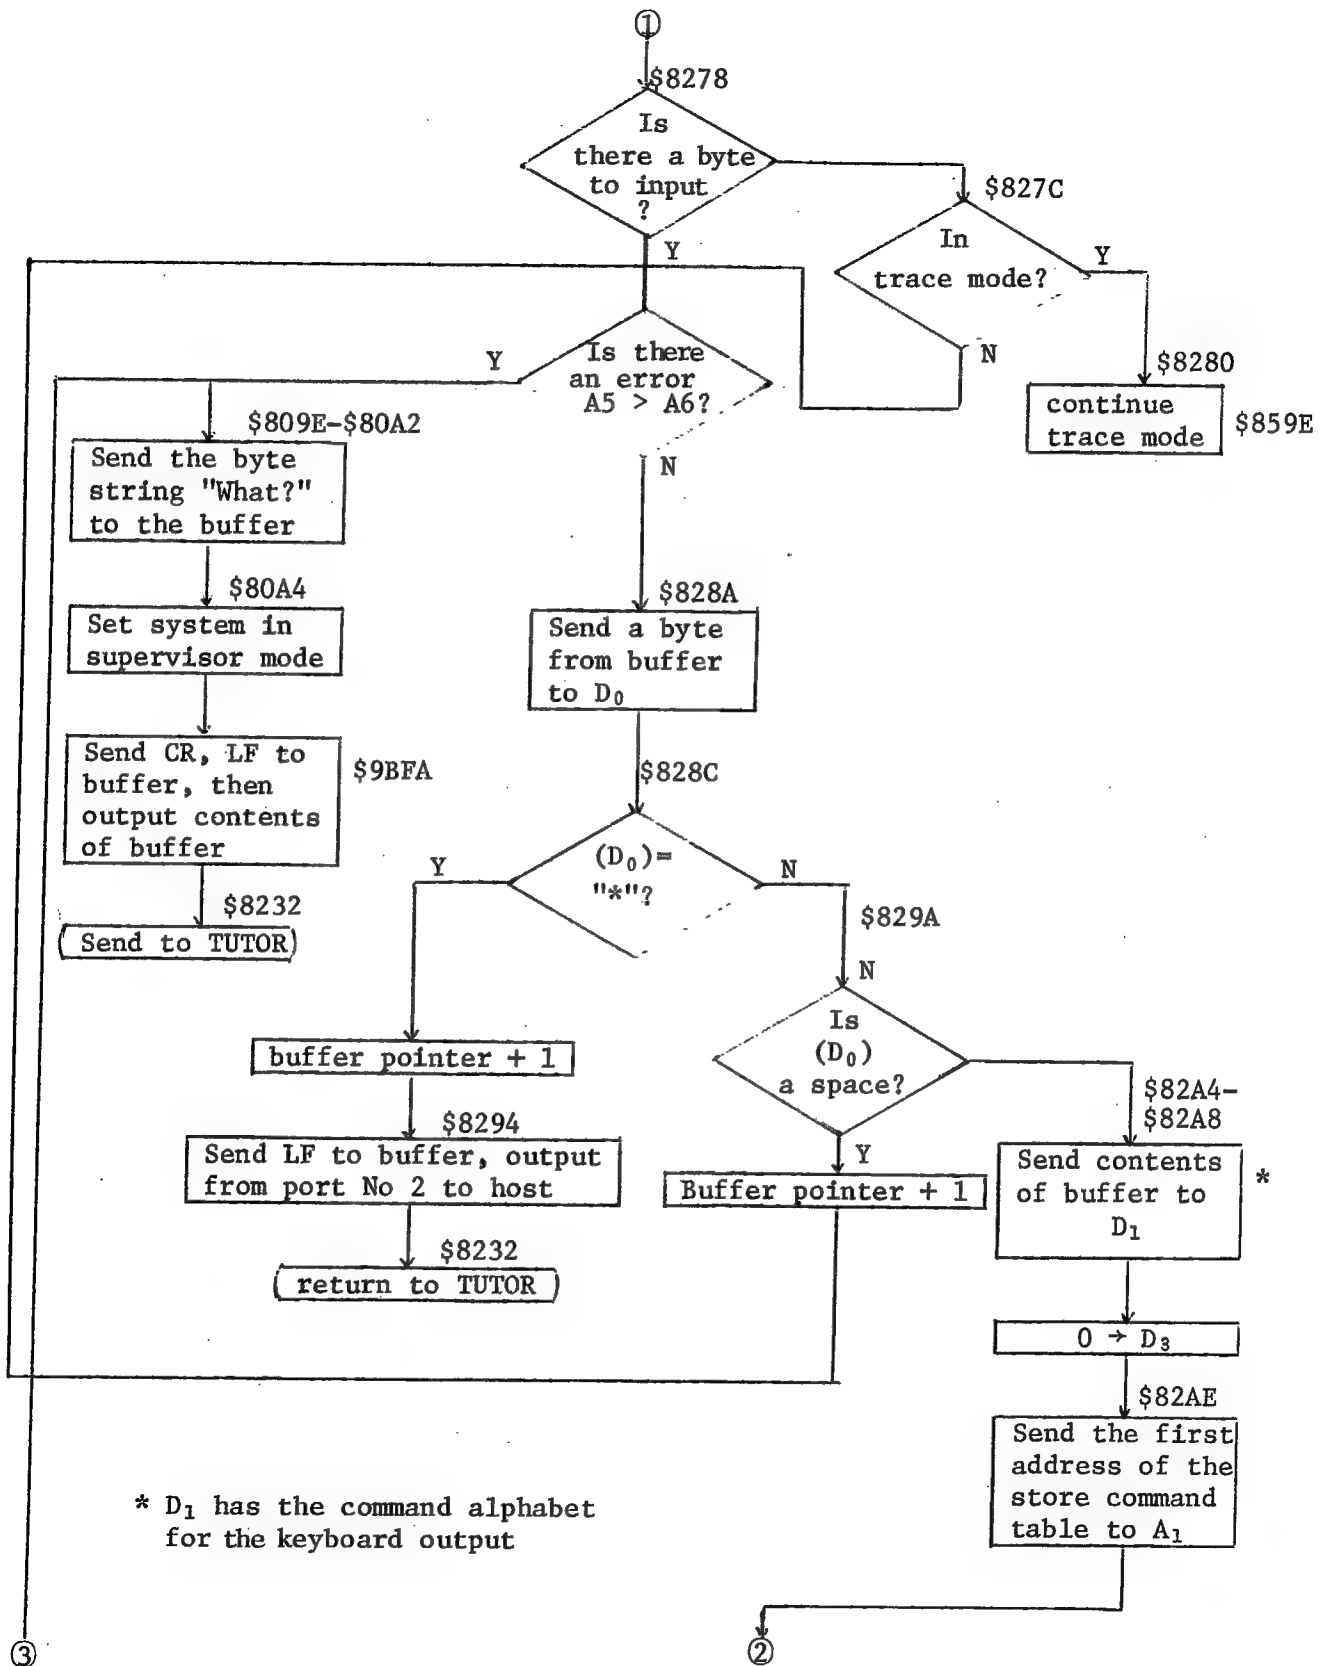 ①
$8278
Is
there a byte
to input
?
Y
$827C
In
trace mode?
Y
N
$8280
continue
trace mode
$859E
Is there
an error
A5 > A6?
Y
N
$809E-$80A2
Send the byte
string "What?"
to the buffer
$80A4
Set system in
supervisor mode
Send CR, LF to
buffer, then
output contents
of buffer
$9BFA
$8232
Send to TUTOR
$828A
Send a byte
from buffer
to D₀
$828C
(D₀)=
"*"?
Y
N
$829A
N
Is
(D₀)
a space?
Y
buffer pointer + 1
$8294
Send LF to buffer, output
from port No 2 to host
$8232
return to TUTOR
Buffer pointer + 1
$82A4-
$82A8
Send contents
of buffer to
D₁
*
0 → D₃
$82AE
Send the first
address of the
store command
table to A₁
* D₁ has the command alphabet
for the keyboard output
③
②